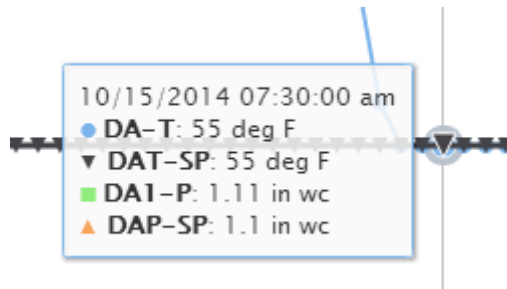 10/15/2014 07:30:00 am
DA-T: 55 deg F
DAT-SP: 55 deg F
DA1-P: 1.11 in wc
DAP-SP: 1.1 in wc